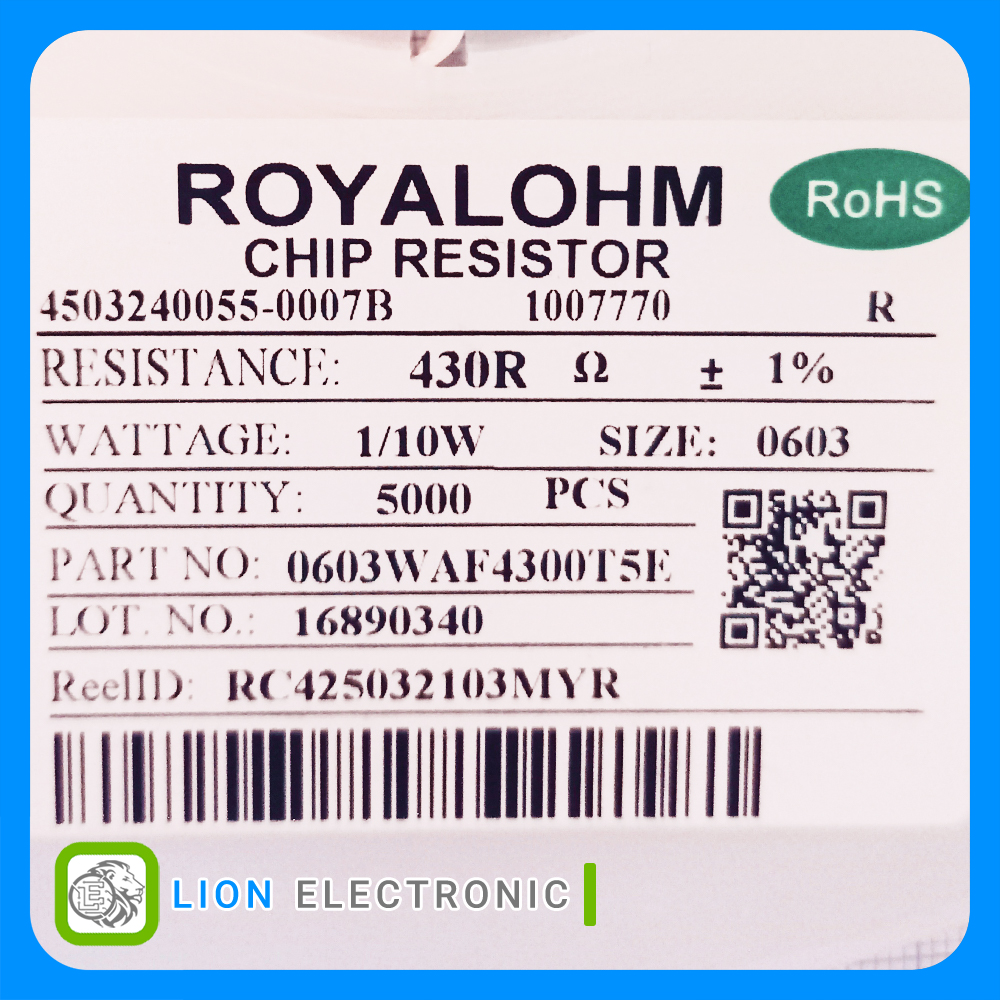 ROYALOHM
RoHS
CHIP RESISTOR
4503240055-0007B 1007770 R
RESISTANCE: 430R Ω ± 1%
WATTAGE: 1/10W SIZE: 0603
QUANTITY: 5000 PCS
PART NO: 0603WAF4300T5E
LOT. NO.: 16890340
ReelID: RC425032103MYR
LE
LION ELECTRONIC